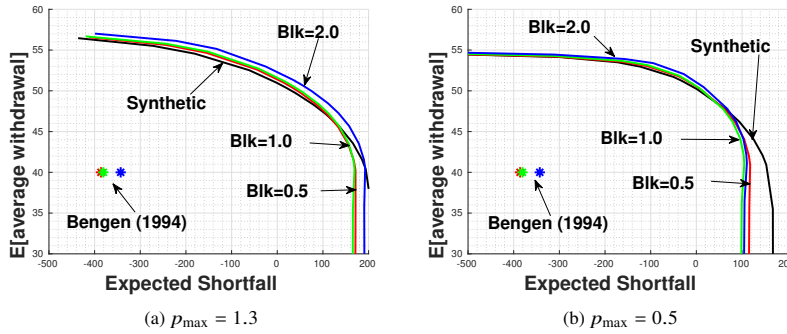 60
55
50
45
40
35
30
E[average withdrawal]
Blk=2.0
Synthetic
Blk=1.0
Blk=0.5
Bengen (1994)
-500 -400 -300 -200 -100 0 100 200
Expected Shortfall
(a) pmax = 1.3
60
55
50
45
40
35
30
E[average withdrawal]
Blk=2.0
Synthetic
Blk=1.0
Blk=0.5
Bengen (1994)
-500 -400 -300 -200 -100 0 100 200
Expected Shortfall
(b) pmax = 0.5